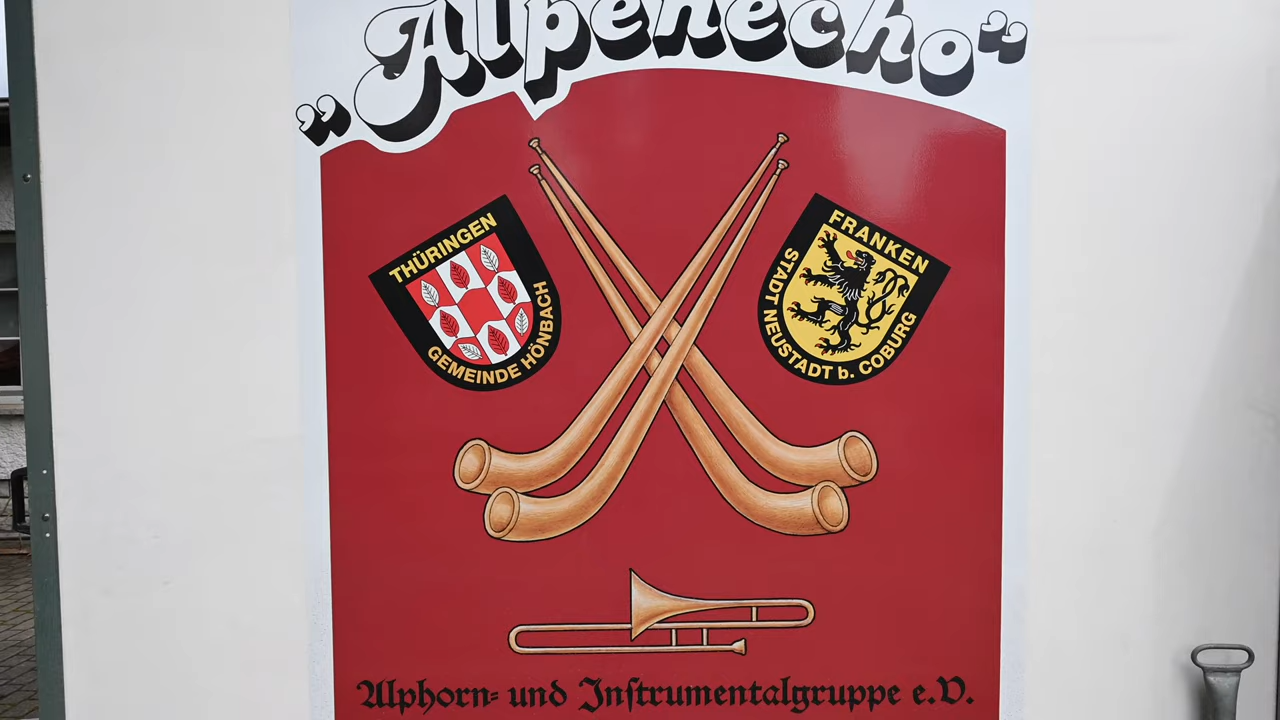 „Alpenecho“
THÜRINGEN
GEMEINDE HÖNBACH
FRANKEN
STADT NEUSTADT b. COBURG
Alphorn- und Instrumentalgruppe e.V.